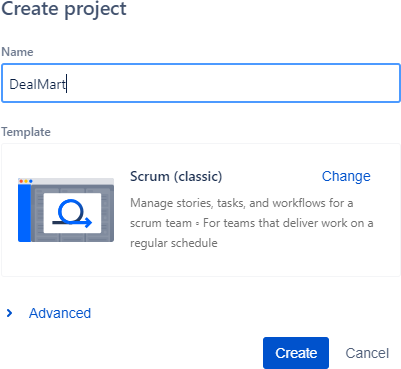 Create project
Name
DealMart
Template
Scrum (classic)
Change
Manage stories, tasks, and workflows for a
scrum team • For teams that deliver work on a
regular schedule
Advanced
Create
Cancel